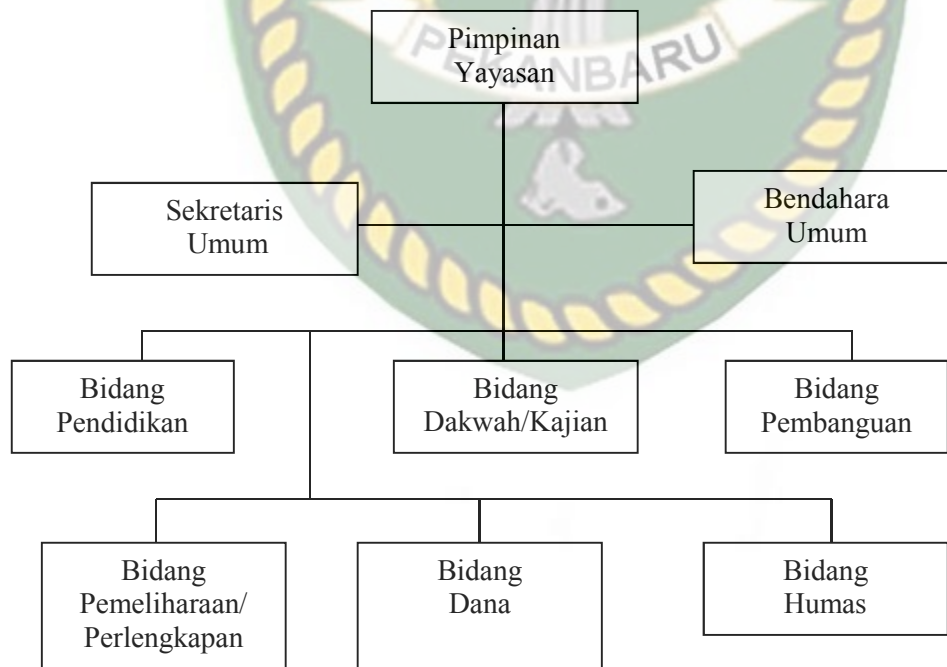 Pimpinan
Yayasan
PEKANBARU
Sekretaris
Umum
Bendahara
Umum
Bidang
Pendidikan
Bidang
Dakwah/Kajian
Bidang
Pembanguan
Bidang
Pemeliharaan/
Perlengkapan
Bidang
Dana
Bidang
Humas